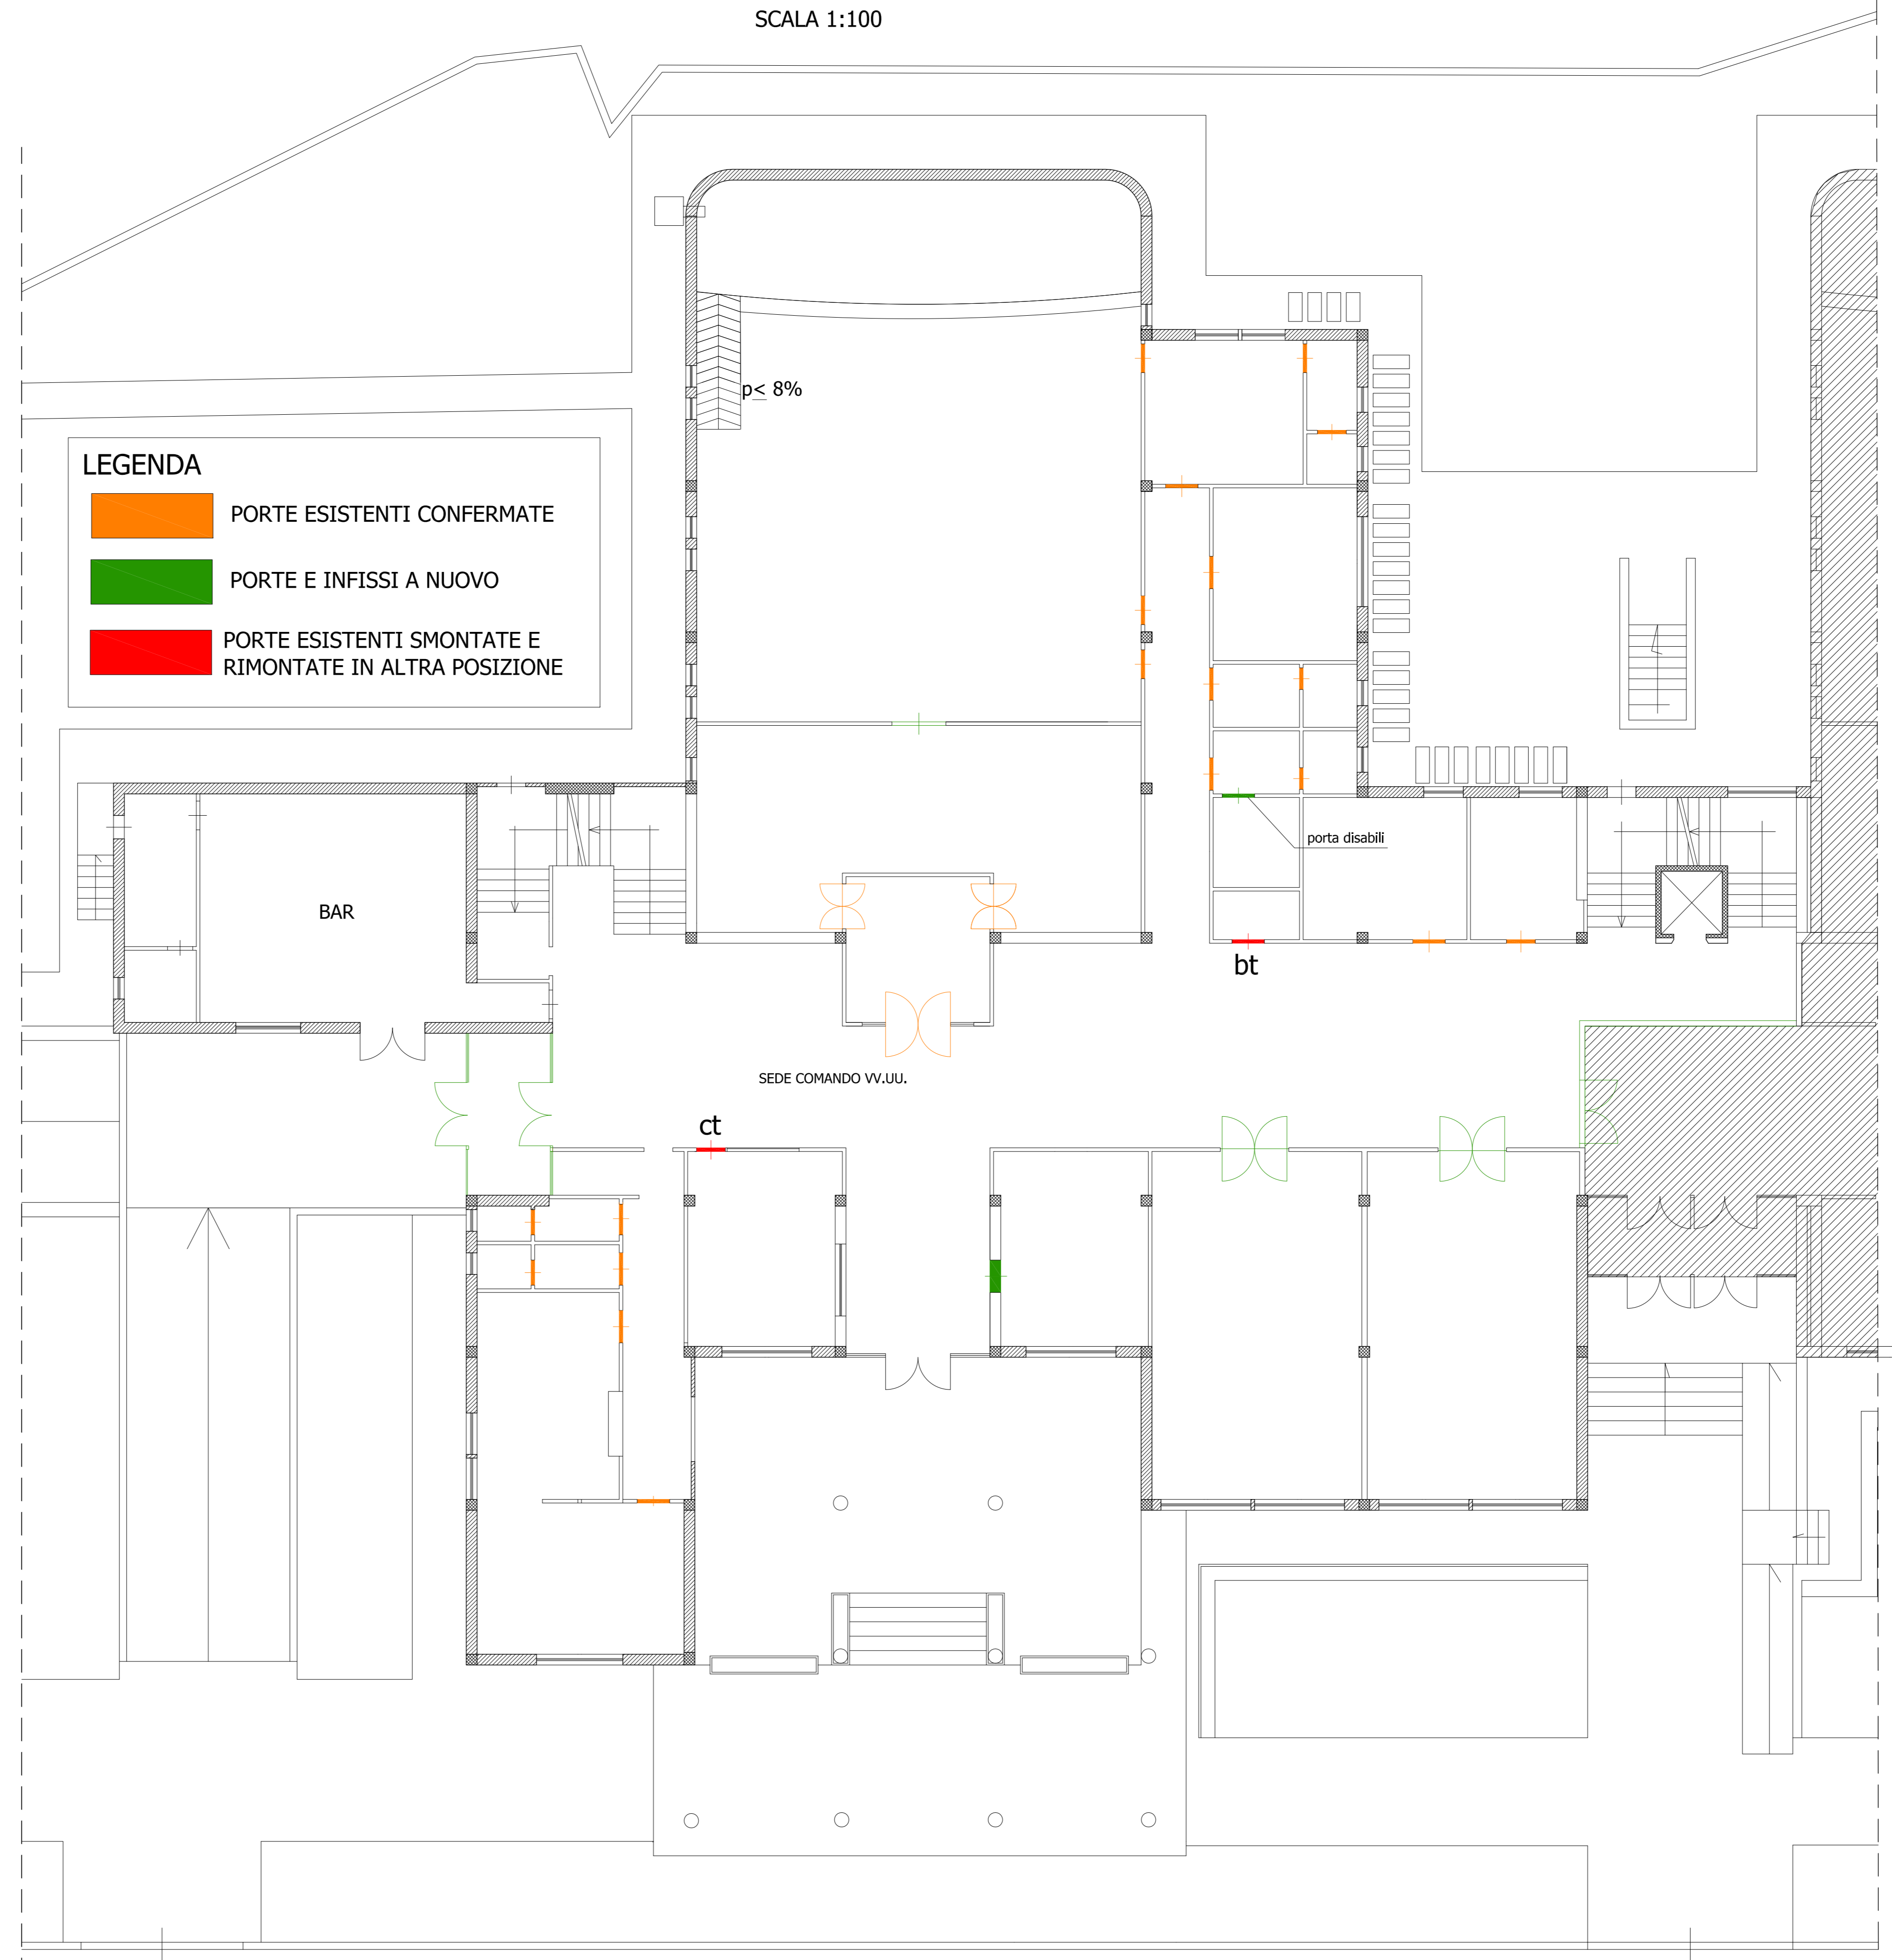 SCALA 1:100
p≤ 8%
LEGENDA
PORTE ESISTENTI CONFERMATE
PORTE E INFISSI A NUOVO
PORTE ESISTENTI SMONTATE E
RIMONTATE IN ALTRA POSIZIONE
porta disabili
BAR
bt
SEDE COMANDO VV.UU.
ct